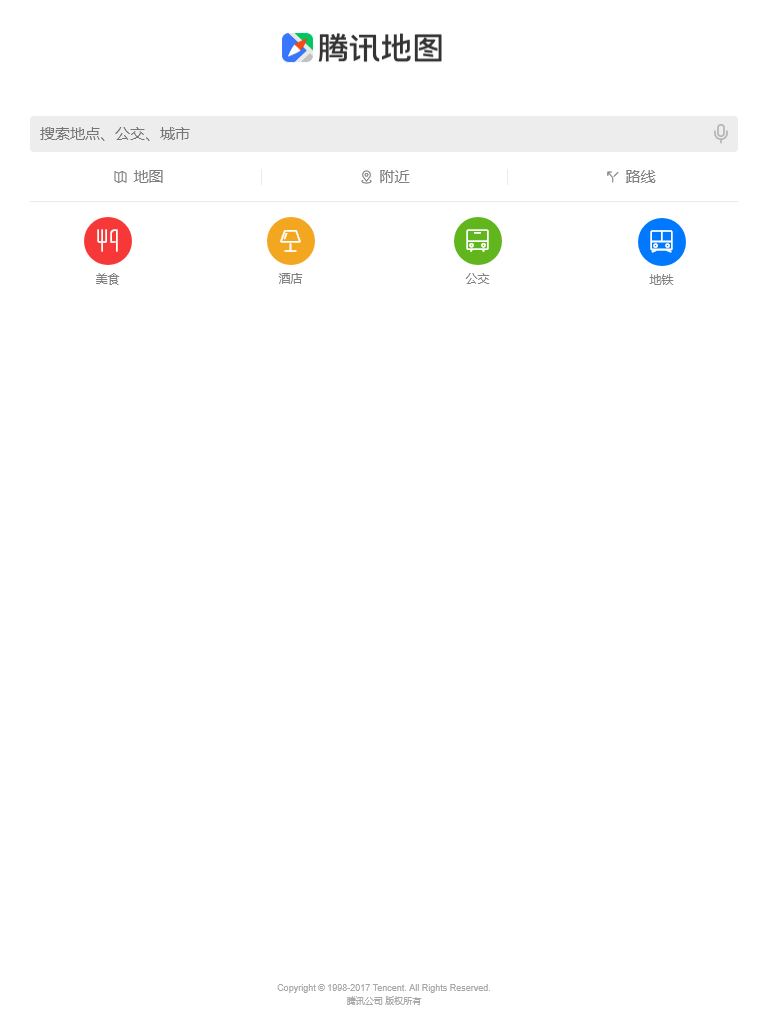 腾讯地图
搜索地点、公交、城市
地图 附近 路线
美食 酒店 公交 地铁
Copyright © 1998-2017 Tencent. All Rights Reserved.
腾讯公司 版权所有